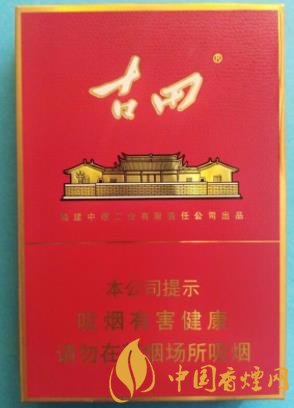 古田®
福建中烟工业有限责任公司出品
本公司提示
吸烟有害健康
请勿在禁烟场所吸烟
中国香烟网